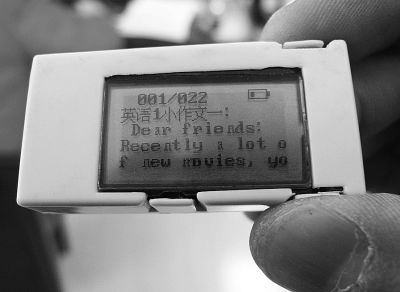 001/022
英语1小作文一:
Dear friends:
Recently a lot o
f new movies, yo